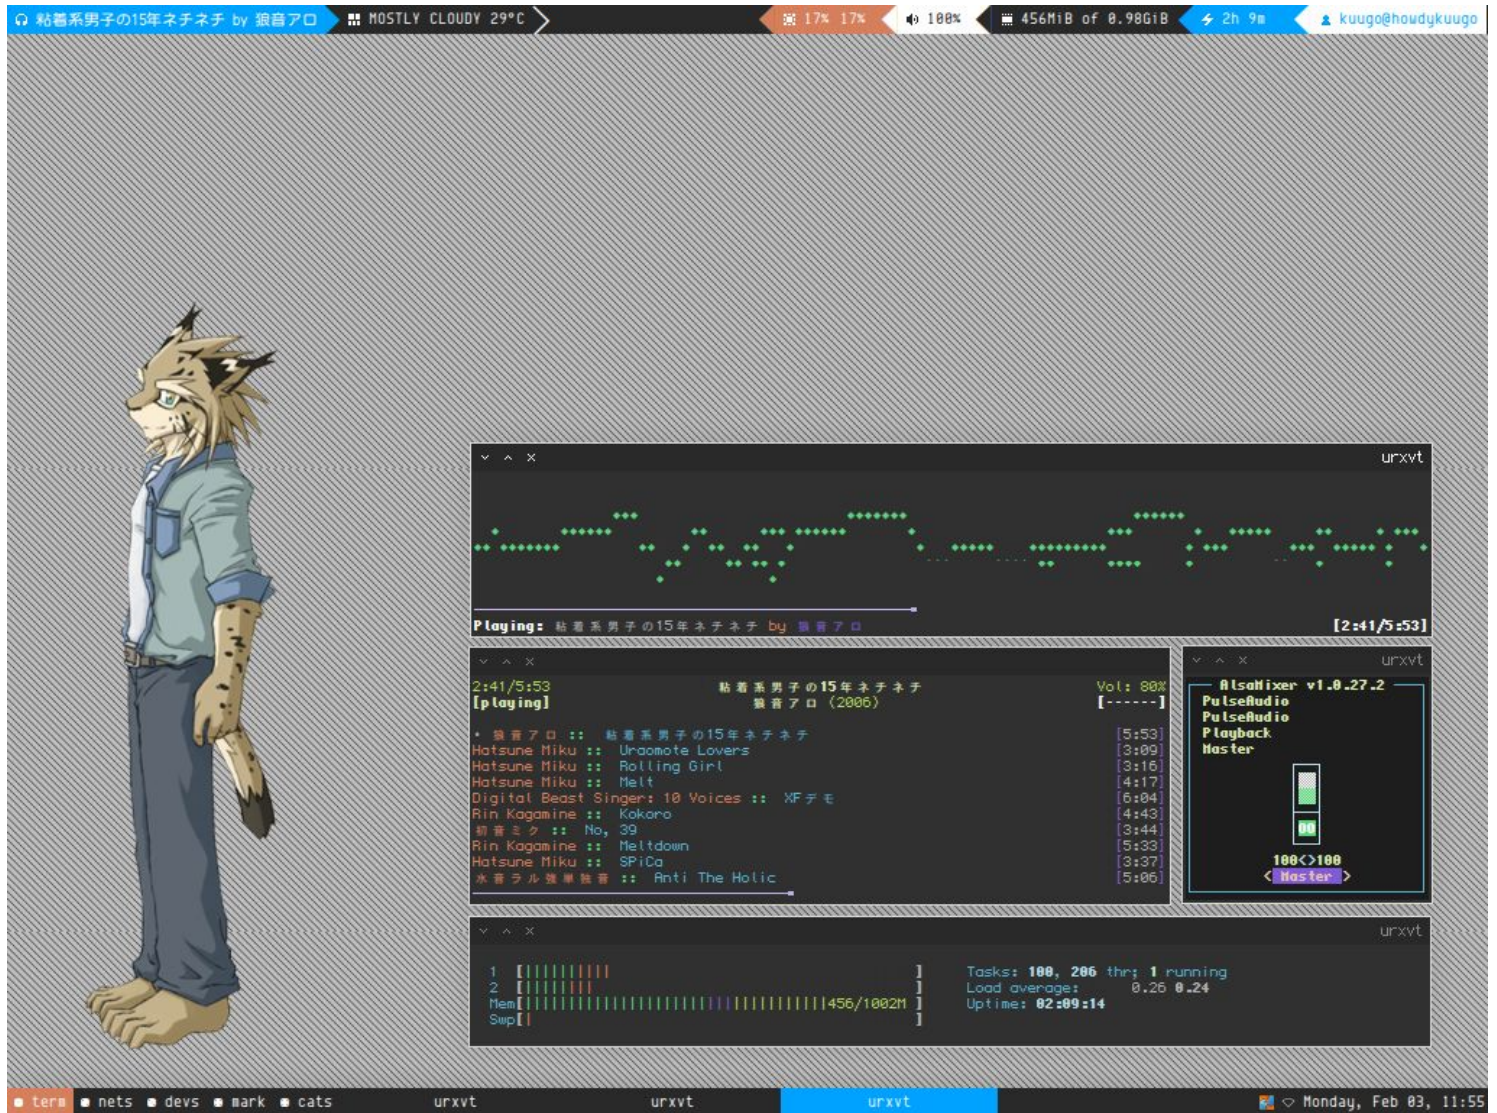 粘着系男子の15年ネチネチ by 狼音アロ
MOSTLY CLOUDY 29°C
17% 17%
100%
456MiB of 0.98GiB
2h 9m
kuugo@howdykuugo
urxvt
Playing: 粘着系男子の15年ネチネチ by 狼音アロ [2:41/5:53]
2:41/5:53 粘着系男子の15年ネチネチ Vol: 80%
[playing] 狼音アロ (2006) [------]
* 狼音アロ :: 粘着系男子の15年ネチネチ [5:53]
Hatsune Miku :: Uraomote Lovers [3:09]
Hatsune Miku :: Rolling Girl [3:16]
Hatsune Miku :: Melt [4:17]
Digital Beast Singer: 10 Voices :: XFデモ [6:04]
Rin Kagamine :: Kokoro [4:43]
初音ミク :: No, 39 [3:44]
Rin Kagamine :: Meltdown [5:33]
Hatsune Miku :: SPiCa [3:37]
水音ラル強単独音 :: Anti The Holic [5:06]
urxvt
AlsaMixer v1.0.27.2
PulseAudio
PulseAudio
Playback
Master
00
100<>100
< Master >
urxvt
1 [||||||||||| ]
2 [||||||||| ]
Mem[||||||||||||||||||||||||||||||||||||456/1002M ]
Swp[| ]
Tasks: 100, 206 thr; 1 running
Load average: 0.26 0.24
Uptime: 02:09:14
term nets devs mark cats urxvt urxvt urxvt Monday, Feb 03, 11:55